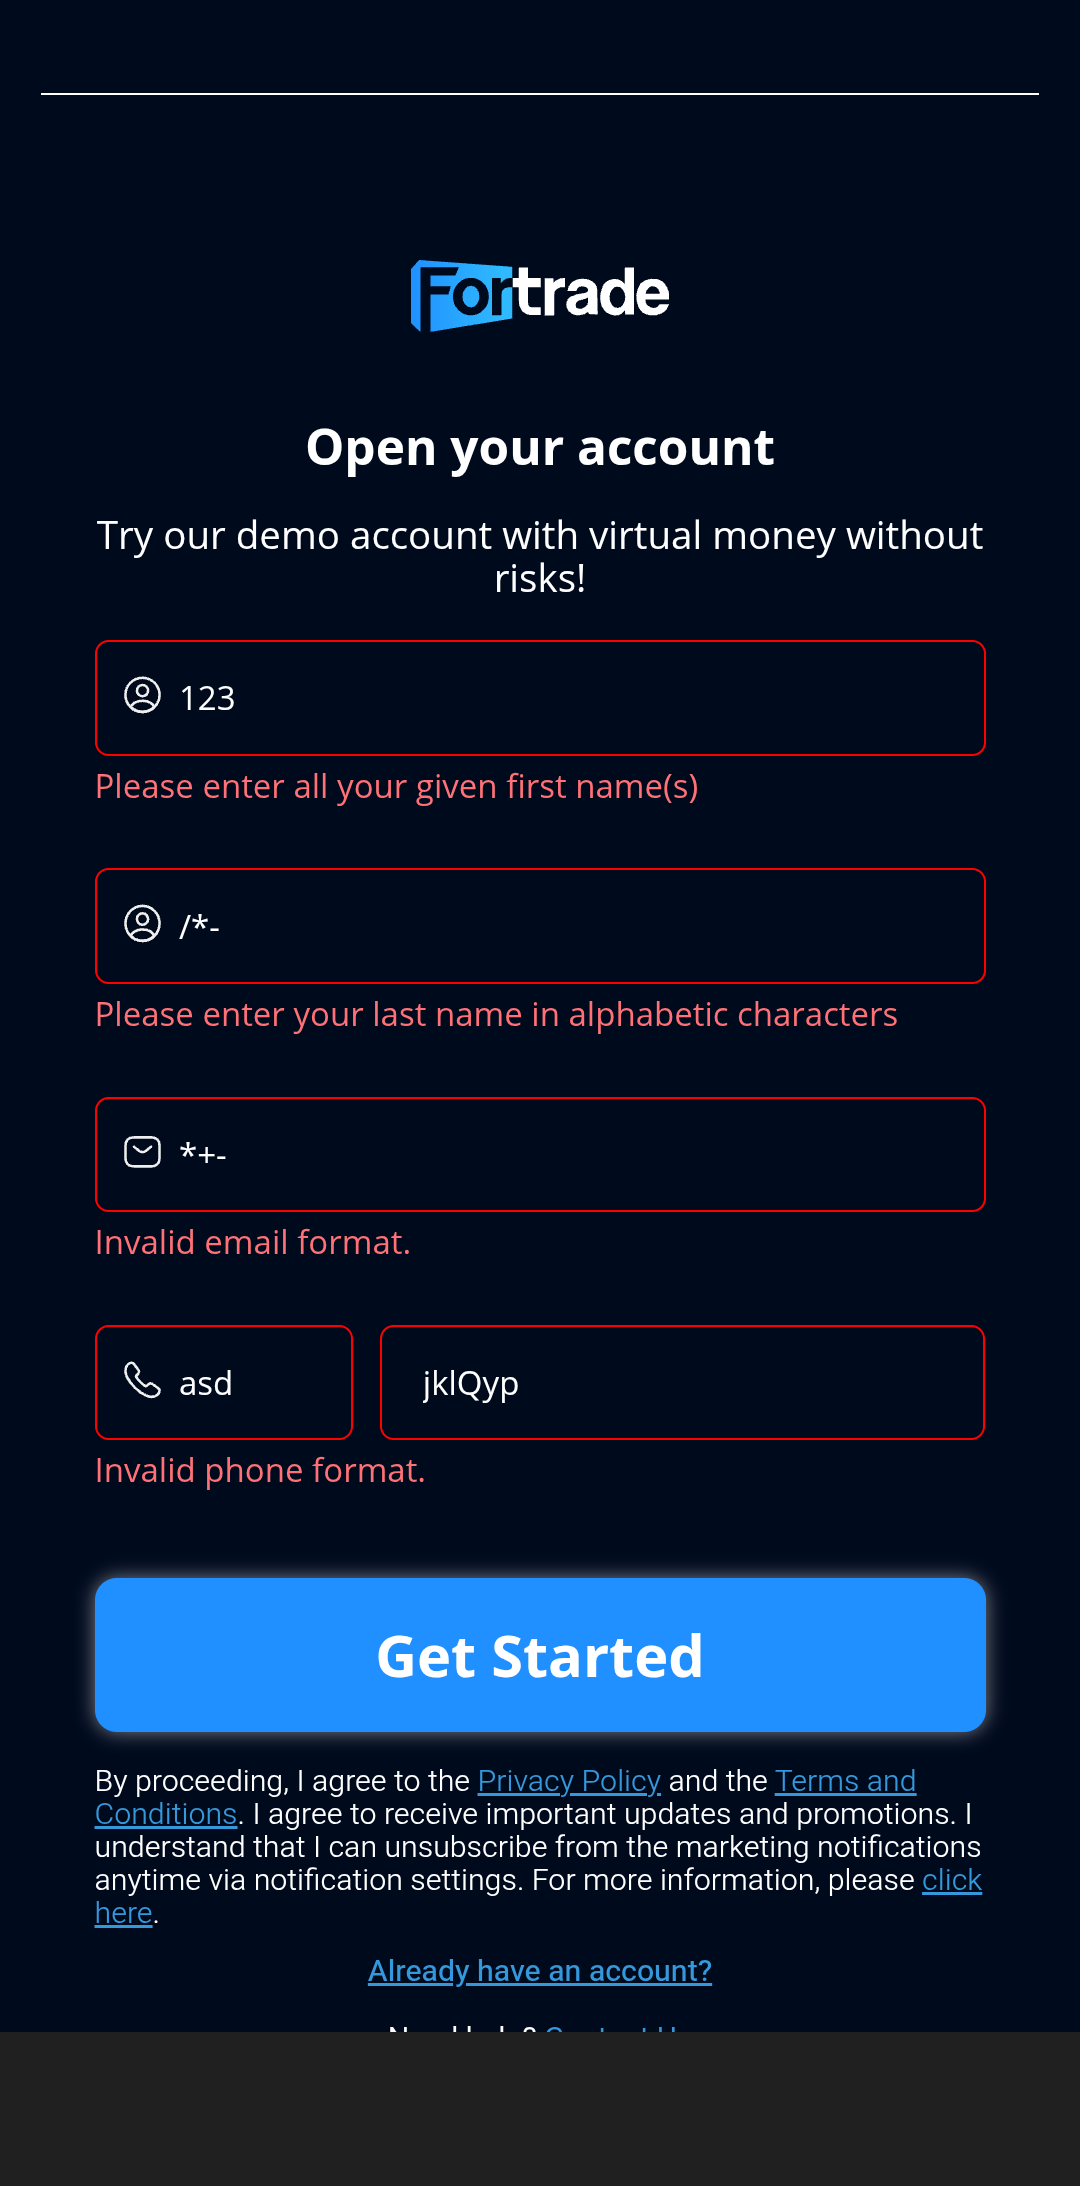 Fortrade
Open your account
Try our demo account with virtual money without
risks!
123
Please enter all your given first name(s)
/*-
Please enter your last name in alphabetic characters
*+-
Invalid email format.
asd jklQyp
Invalid phone format.
Get Started
By proceeding, I agree to the Privacy Policy and the Terms and
Conditions. I agree to receive important updates and promotions. I
understand that I can unsubscribe from the marketing notifications
anytime via notification settings. For more information, please click
here.
Already have an account?